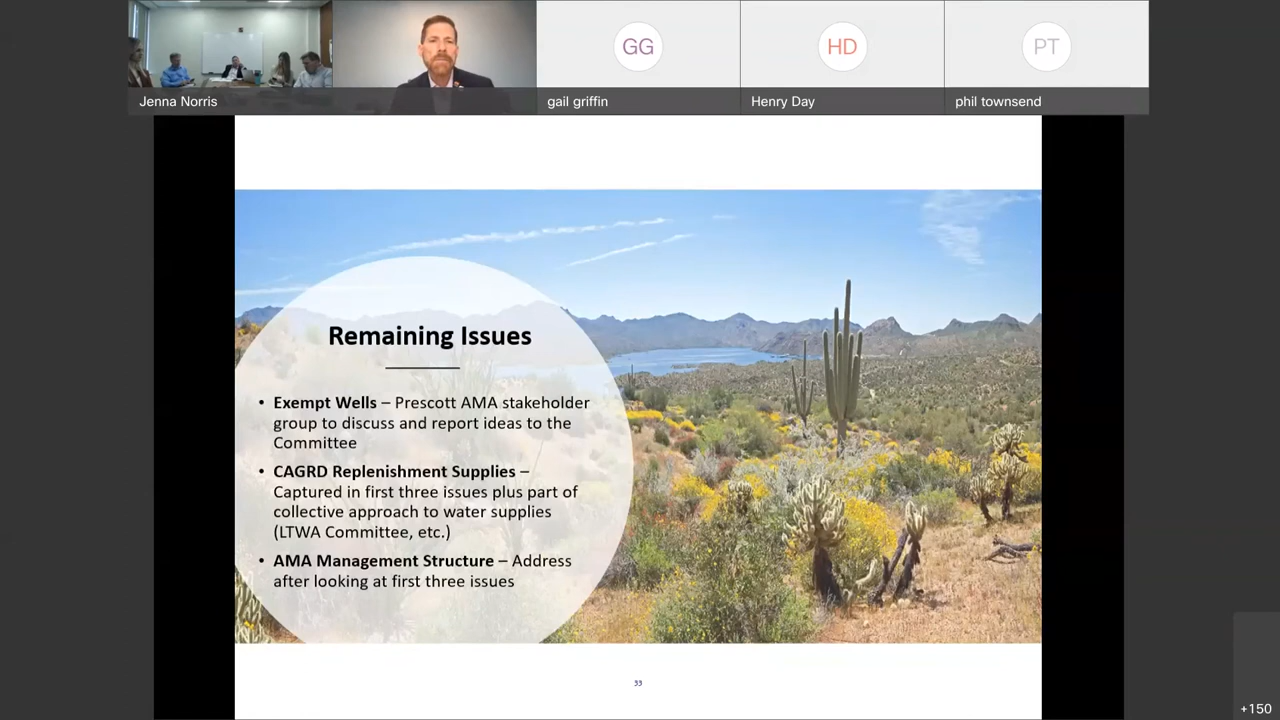 GG
HD
PT
Jenna Norris
gail griffin
Henry Day
phil townsend
Remaining Issues
• Exempt Wells – Prescott AMA stakeholder
group to discuss and report ideas to the
Committee
• CAGRD Replenishment Supplies –
Captured in first three issues plus part of
collective approach to water supplies
(LTWA Committee, etc.)
• AMA Management Structure – Address
after looking at first three issues
33
+150